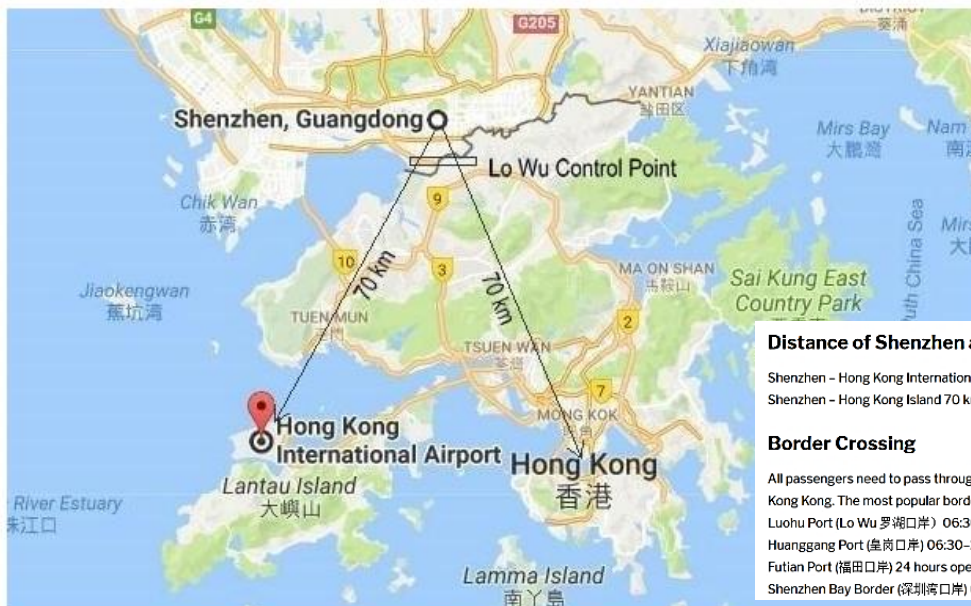 G4
G205
葵涌
Xiajiaowan
下角湾
YANTIAN
盐田区
Shenzhen, Guangdong
Mirs Bay
大鵬灣
Nam
Lo Wu Control Point
Chik Wan
赤湾
9
10
3
70 km
70 km
MA ON SHAN
馬鞍山
Sai Kung East
Country Park
Jiaokengwan
蕉坑湾
TUEN MUN
屯門
2
TSUEN WAN
荃灣
7
MONG KOK
Hong Kong
International Airport
Hong Kong
香港
Lantau Island
大嶼山
River Estuary
珠江口
Lamma Island
南丫島
Distance of Shenzhen
Shenzhen – Hong Kong
Shenzhen – Hong Kong Island 70
Border Crossing
All passengers need to pass
Kong Kong. The most popular
Luohu Port (Lo Wu 罗湖口岸)
Huanggang Port (皇岗口岸) 06:30–
Futian Port (福田口岸) 24 hours
Shenzhen Bay Border (深圳湾口岸)